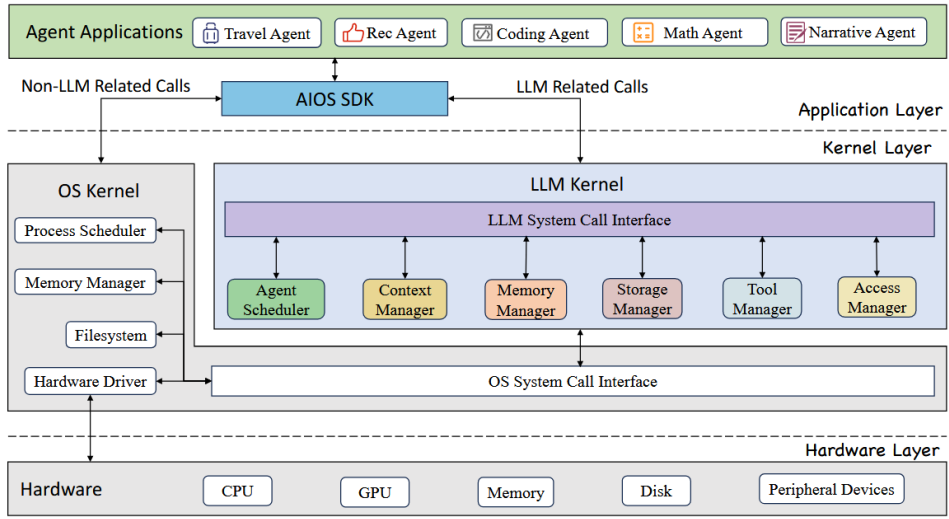 Agent Applications
Travel Agent
Rec Agent
Coding Agent
Math Agent
Narrative Agent
Non-LLM Related Calls
AIOS SDK
LLM Related Calls
Application Layer
Kernel Layer
OS Kernel
Process Scheduler
Memory Manager
Filesystem
Hardware Driver
LLM Kernel
LLM System Call Interface
Agent
Scheduler
Context
Manager
Memory
Manager
Storage
Manager
Tool
Manager
Access
Manager
OS System Call Interface
Hardware Layer
Hardware
CPU
GPU
Memory
Disk
Peripheral Devices